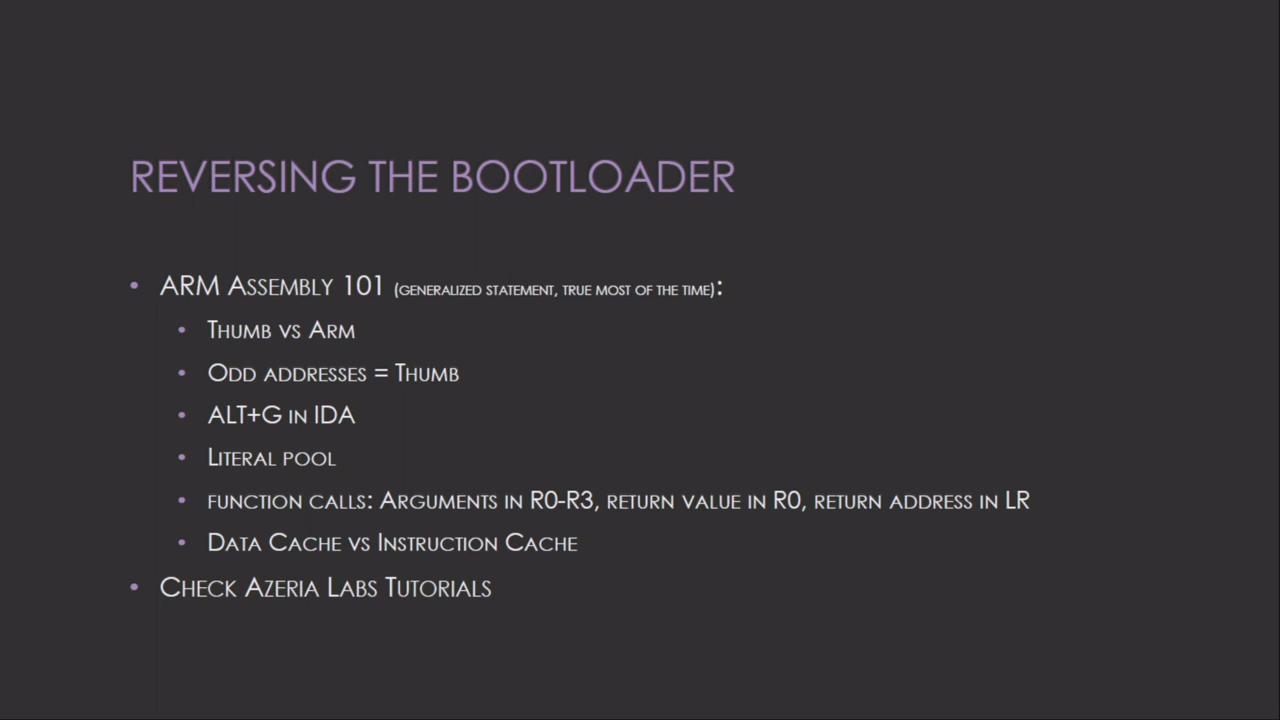 REVERSING THE BOOTLOADER
• ARM ASSEMBLY 101 (GENERALIZED STATEMENT, TRUE MOST OF THE TIME):
• THUMB VS ARM
• ODD ADDRESSES = THUMB
• ALT+G IN IDA
• LITERAL POOL
• FUNCTION CALLS: ARGUMENTS IN R0-R3, RETURN VALUE IN R0, RETURN ADDRESS IN LR
• DATA CACHE VS INSTRUCTION CACHE
• CHECK AZERIA LABS TUTORIALS